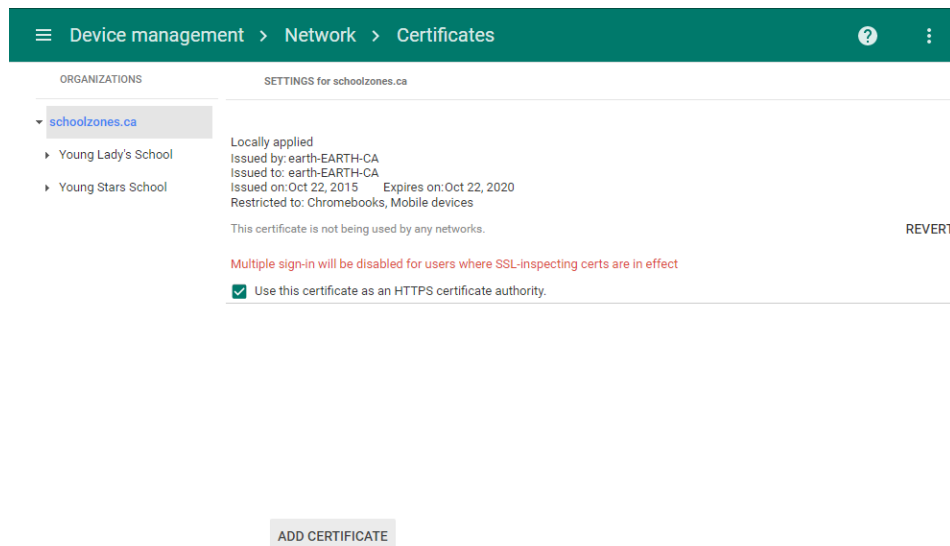 Device management > Network > Certificates
ORGANIZATIONS
SETTINGS for schoolzones.ca
schoolzones.ca
Young Lady's School
Young Stars School
Locally applied
Issued by: earth-EARTH-CA
Issued to: earth-EARTH-CA
Issued on:Oct 22, 2015 Expires on:Oct 22, 2020
Restricted to: Chromebooks, Mobile devices
This certificate is not being used by any networks.
REVERT
Multiple sign-in will be disabled for users where SSL-inspecting certs are in effect
Use this certificate as an HTTPS certificate authority.
ADD CERTIFICATE